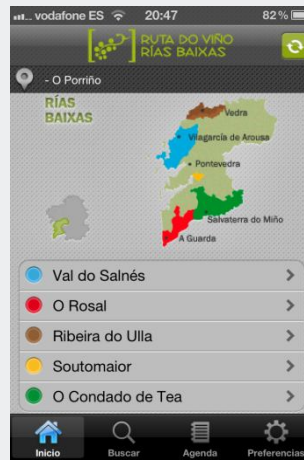 vodafone ES 20:47 82%
RUTA DO VIÑO
RÍAS BAIXAS
- O Porriño
RÍAS
BAIXAS
Vedra
Vilagarcía de Arousa
Pontevedra
Salvaterra do Miño
A Guarda
Val do Salnés
O Rosal
Ribeira do Ulla
Soutomaior
O Condado de Tea
Inicio Buscar Agenda Preferencias